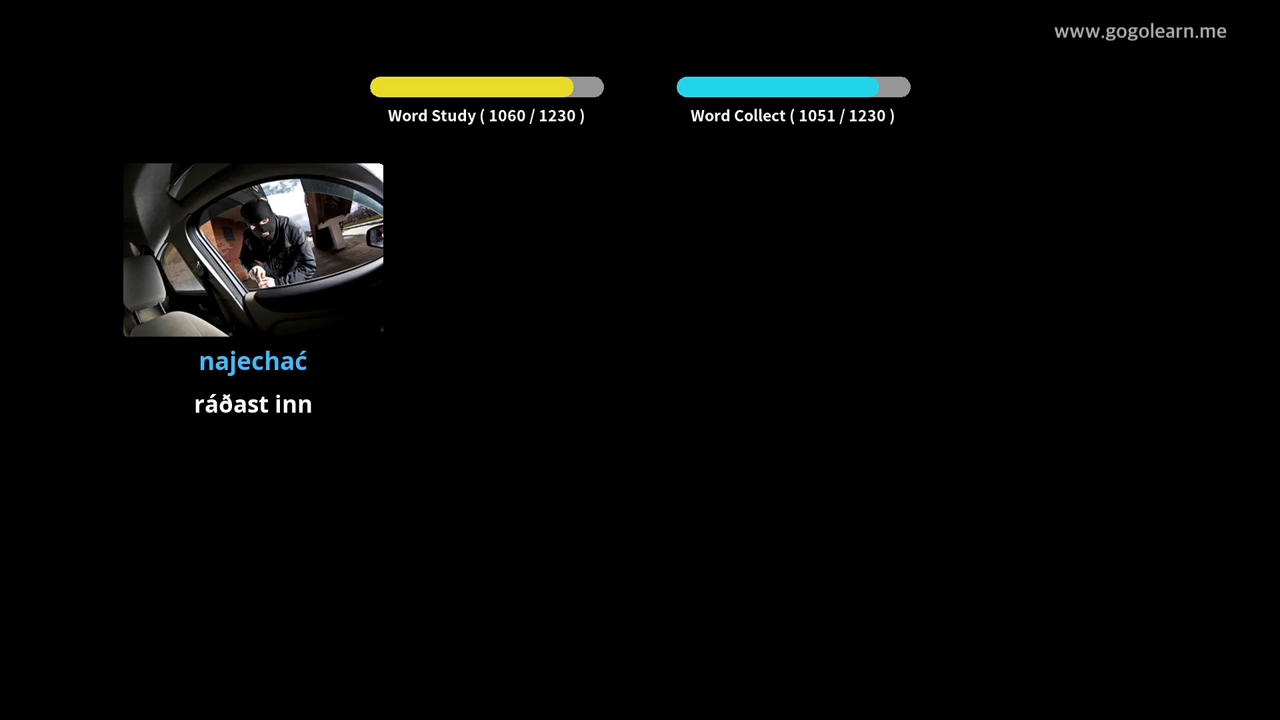 www.gogolearn.me
Word Study ( 1060 / 1230 )
Word Collect ( 1051 / 1230 )
najechać
ráðast inn